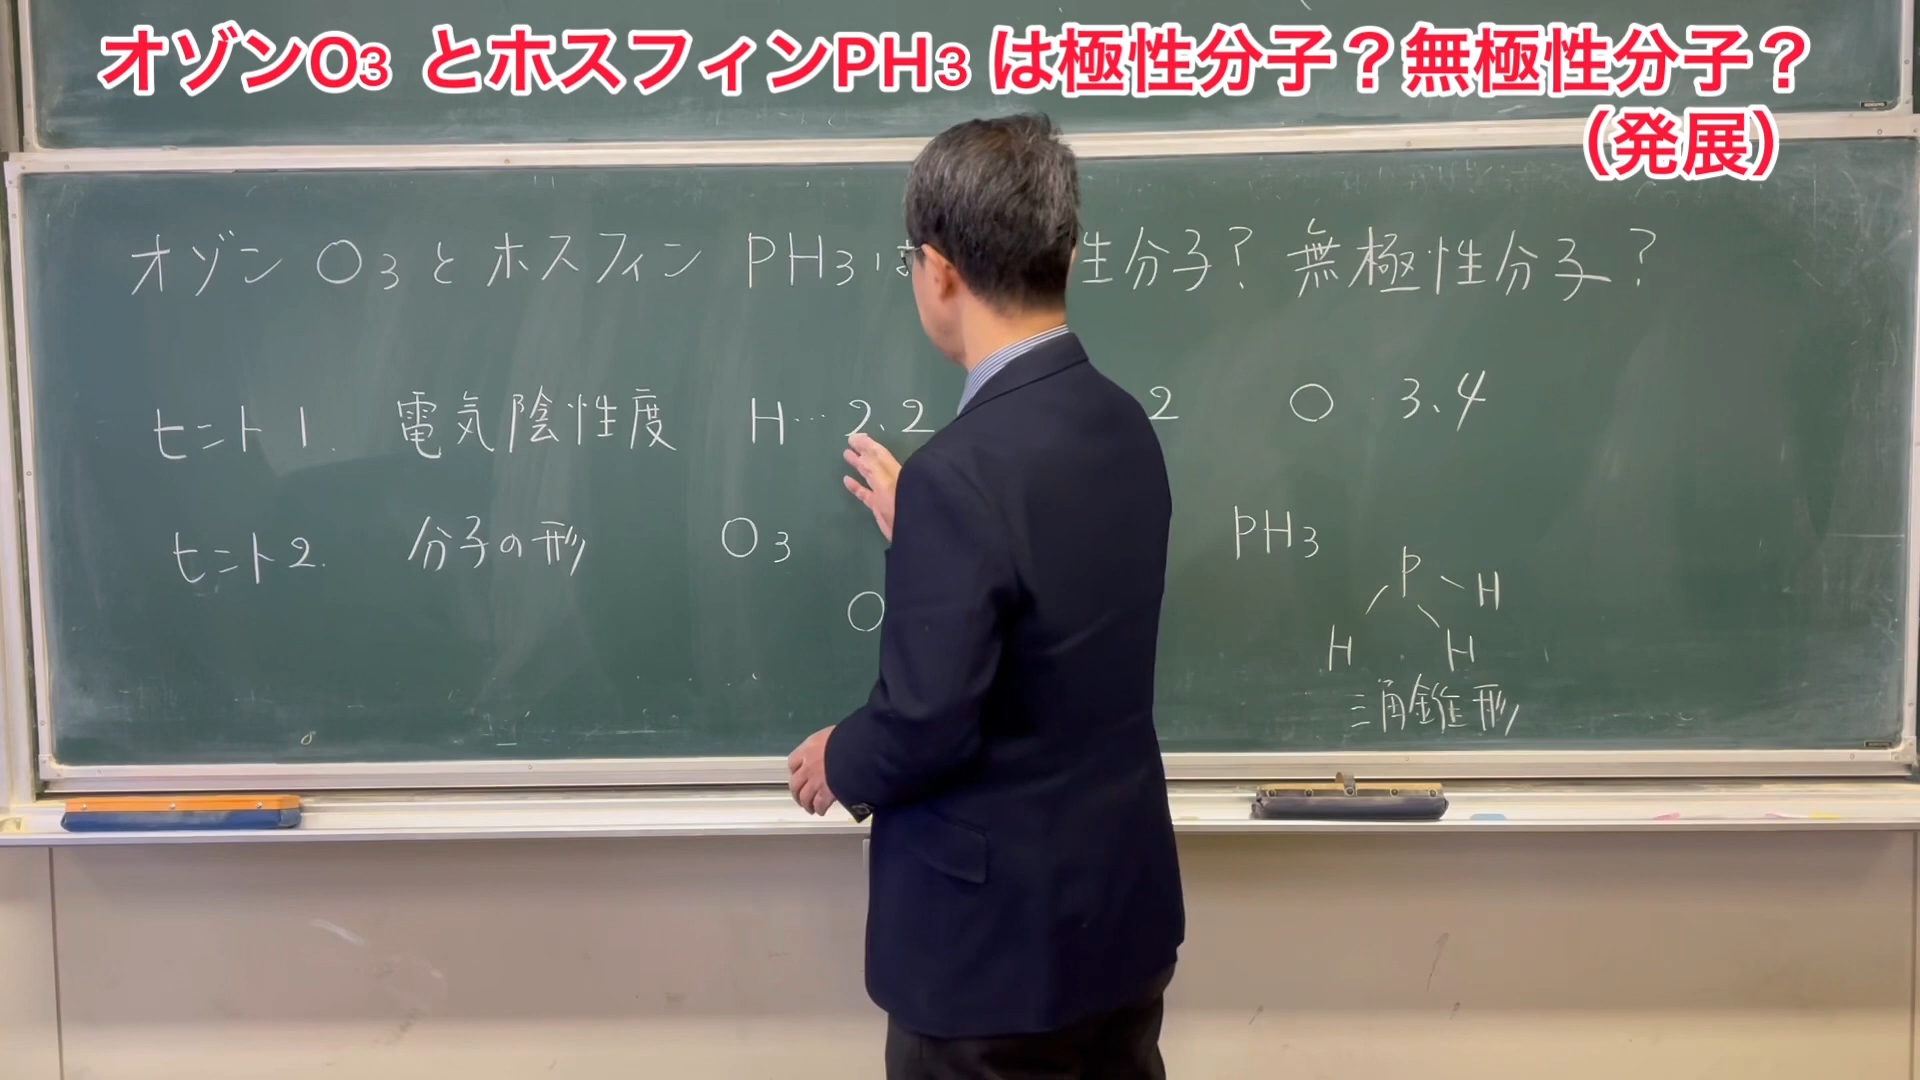 オゾンO3 とホスフィンPH3 は極性分子？無極性分子？
（発展）
オゾン O3 とホスフィン PH3は 性分子? 無極性分子?
ヒント1. 電気陰性度 H…2.2 2 O 3.4
ヒント2. 分子の形 O3 PH3
P
H
O
H H
三角錐形